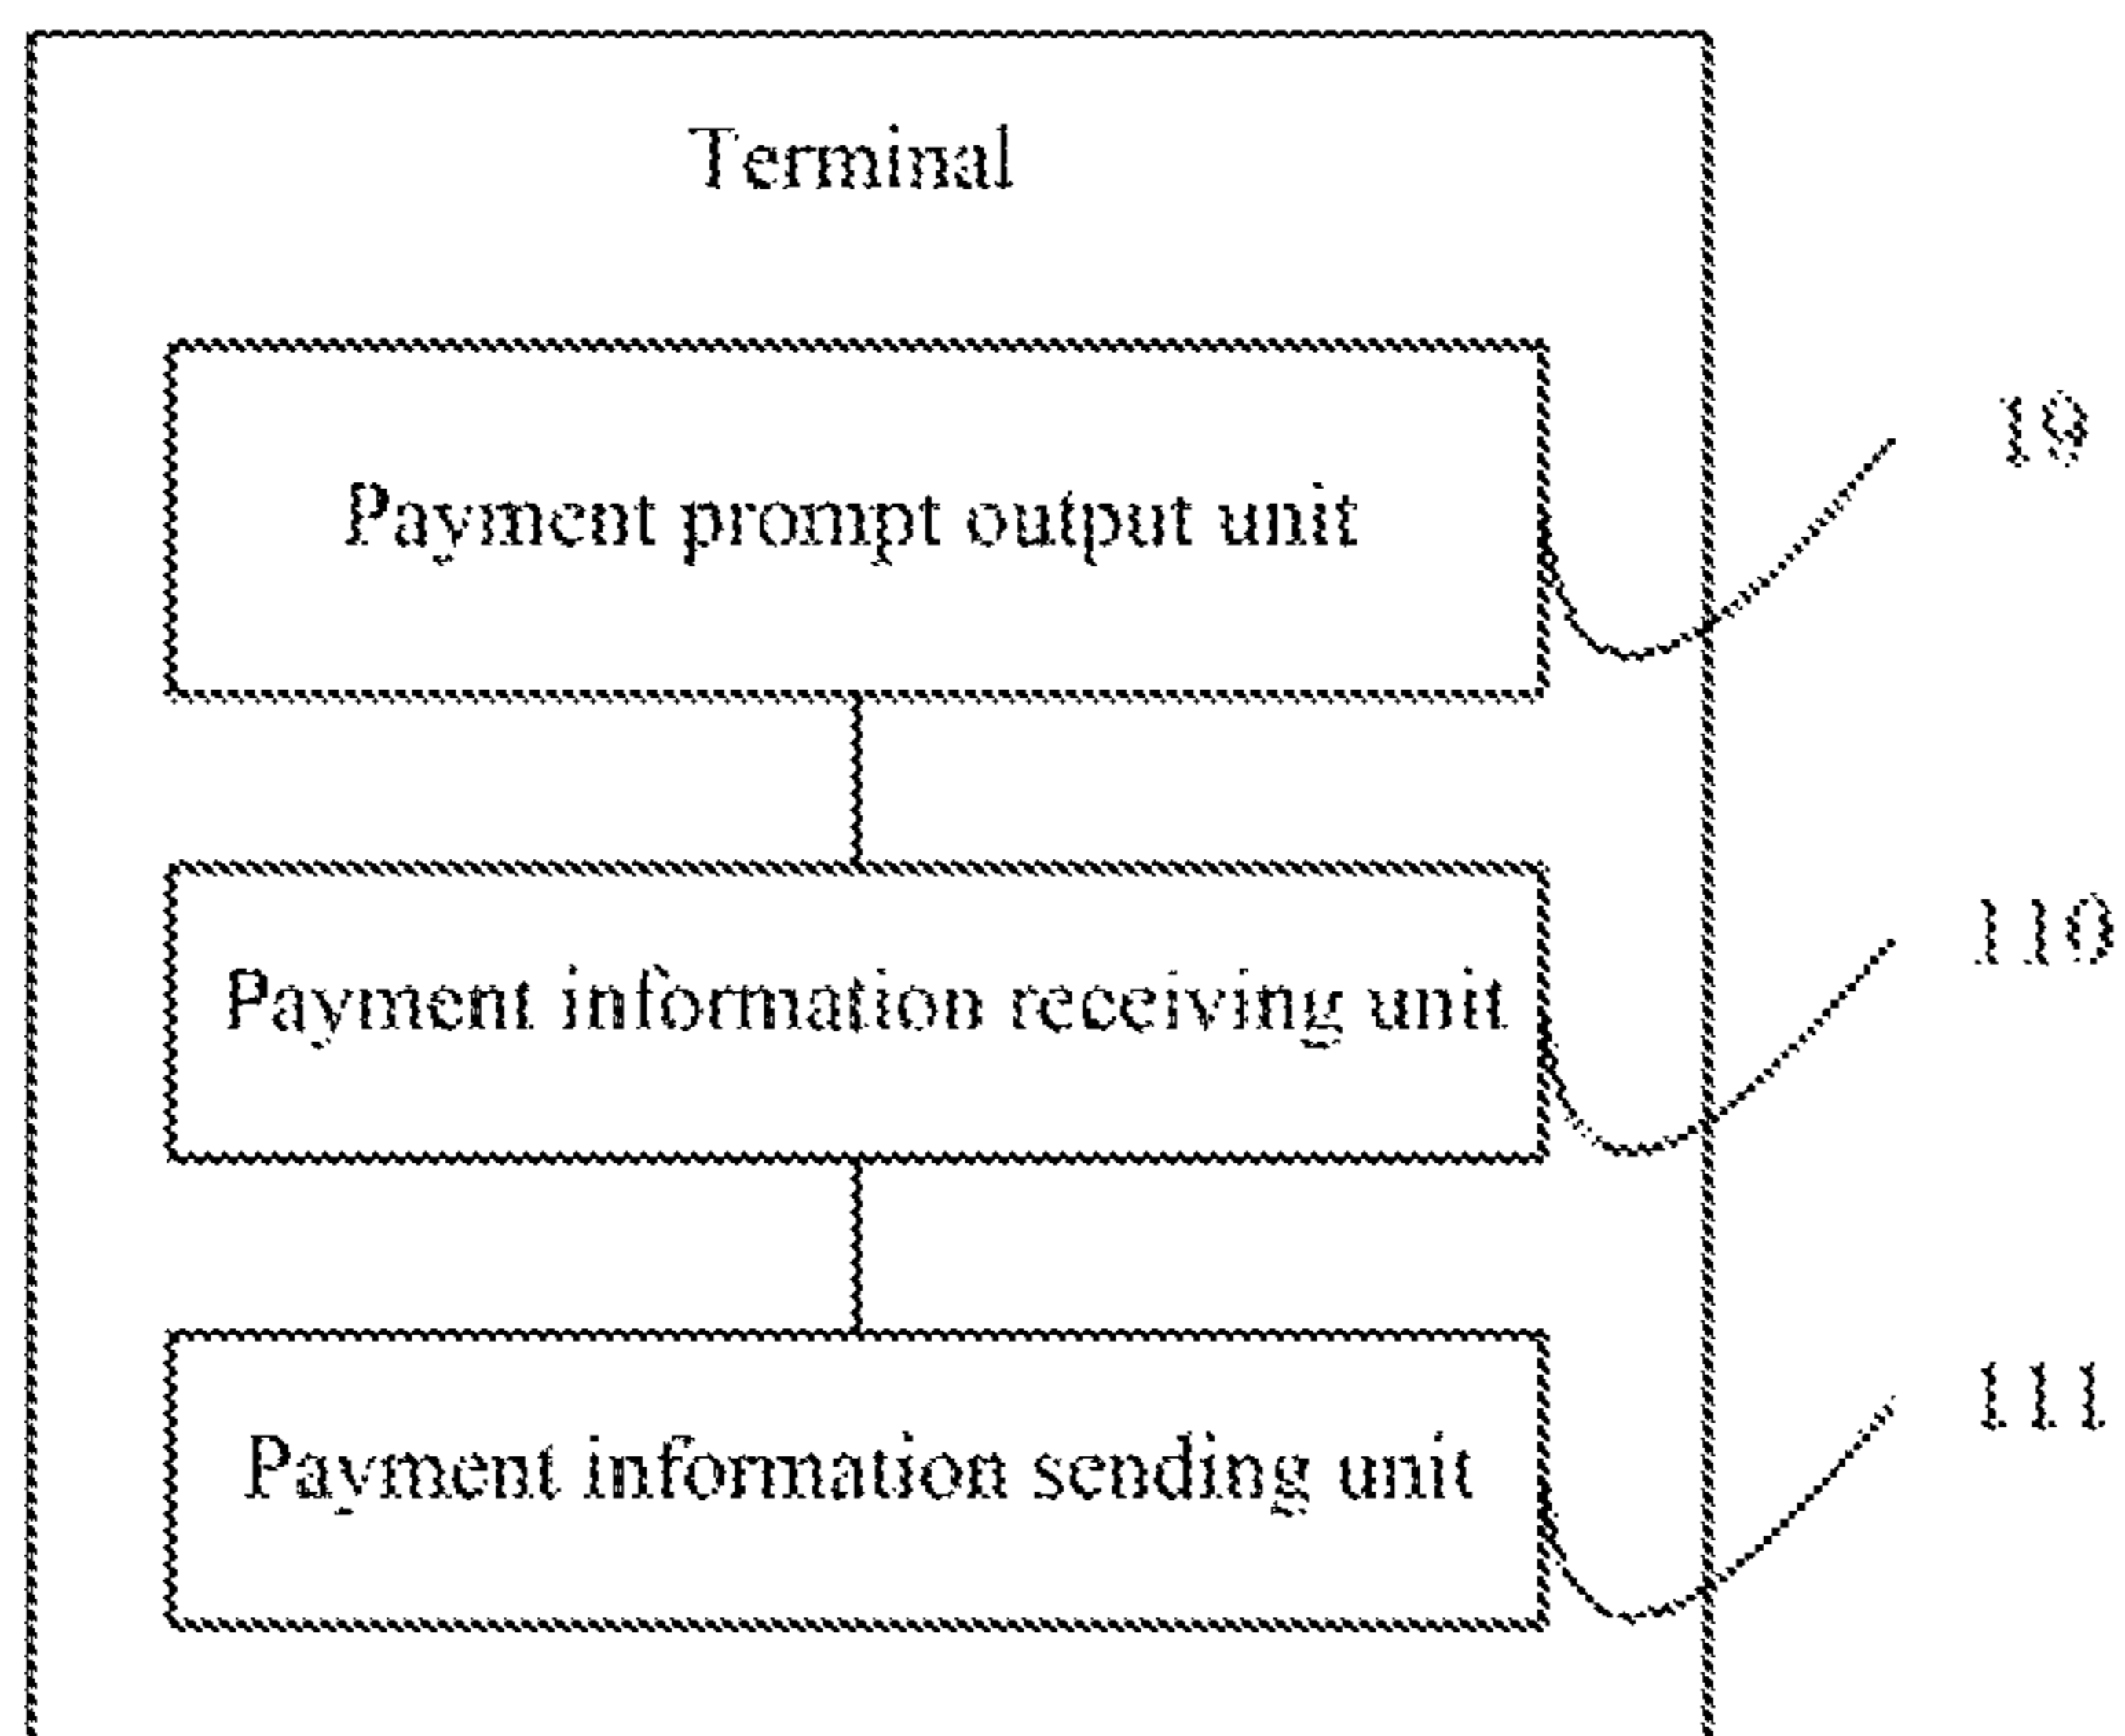 Terminal
Payment prompt output unit
19
Payment information receiving unit
110
Payment information sending unit
111